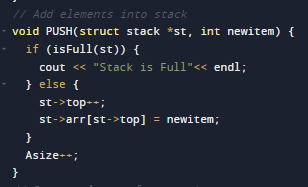 // Add elements into stack
void PUSH(struct stack *st, int newitem) {
if (isFull(st)) {
cout << "Stack is Full"<< endl;
} else {
st->top++;
st->arr[st->top] = newitem;
}
Asize++;
}